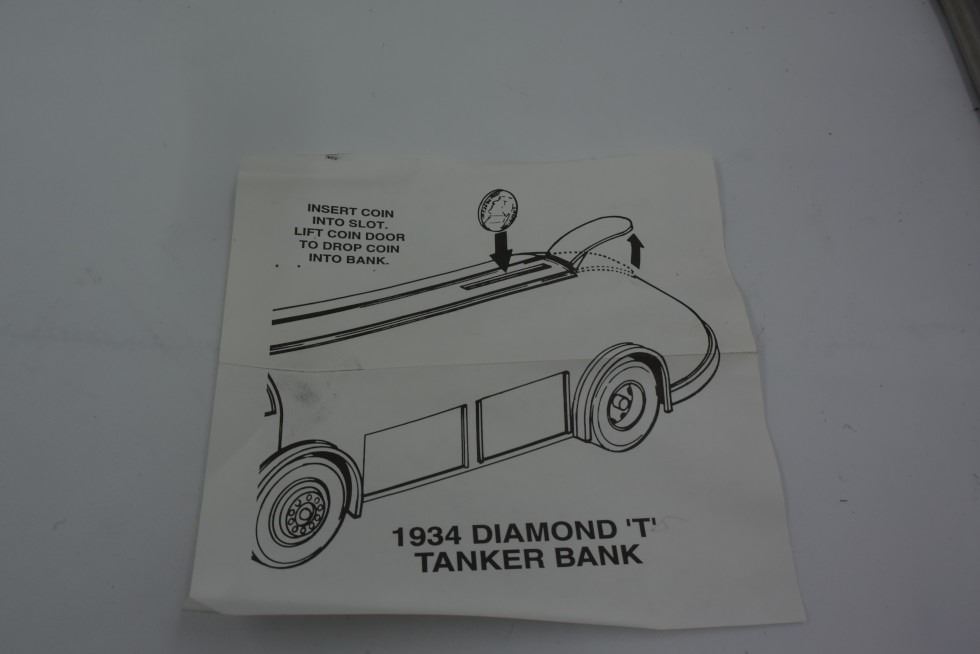 INSERT COIN
INTO SLOT.
LIFT COIN DOOR
TO DROP COIN
INTO BANK.
1934 DIAMOND 'T'
TANKER BANK